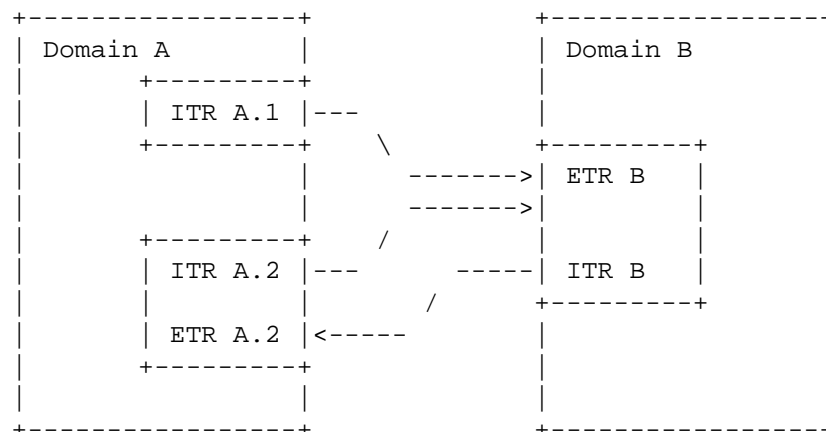 Domain A Domain B
ITR A.1
ETR B
ITR A.2 ITR B
ETR A.2